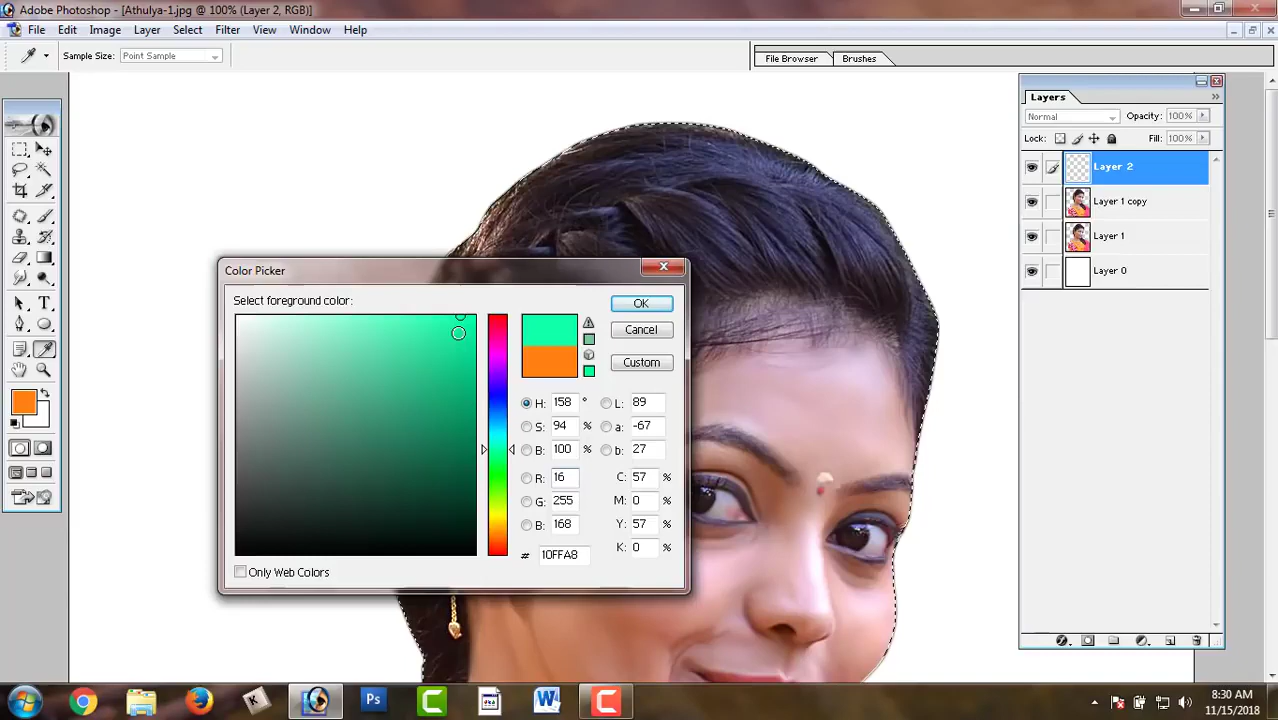 Adobe Photoshop - [Athulya-1.jpg @ 100% (Layer 2, RGB)]
File Edit Image Layer Select Filter View Window Help
Sample Size: Point Sample
File Browser Brushes
Layers
Normal Opacity: 100%
Lock: Fill: 100%
Layer 2
Layer 1 copy
Layer 1
Layer 0
Color Picker
Select foreground color:
OK
Cancel
Custom
H: 158 ° L: 89
S: 94 % a: -67
B: 100 % b: 27
R: 16 C: 57 %
G: 255 M: 0 %
B: 168 Y: 57 %
# 10FFA8 K: 0 %
Only Web Colors
T
K
Ps
C
W
C
8:30 AM
11/15/2018